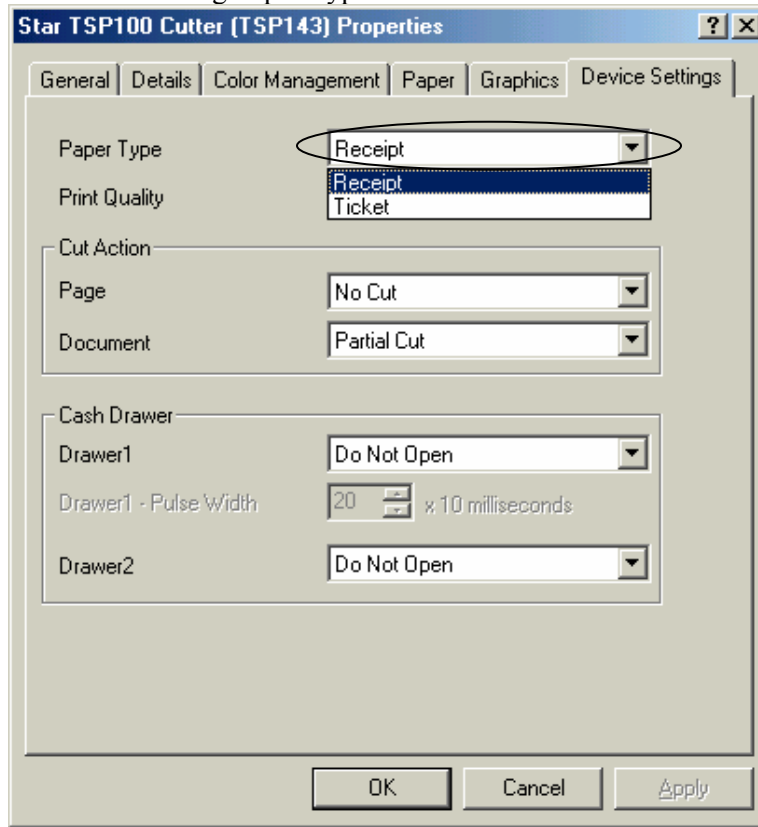 Star TSP100 Cutter (TSP143) Properties
General Details Color Management Paper Graphics Device Settings
Paper Type Receipt
Receipt
Print Quality
Ticket
Cut Action
Page No Cut
Document Partial Cut
Cash Drawer
Drawer1 Do Not Open
Drawer1 - Pulse Width 20 x 10 milliseconds
Drawer2 Do Not Open
OK Cancel Apply